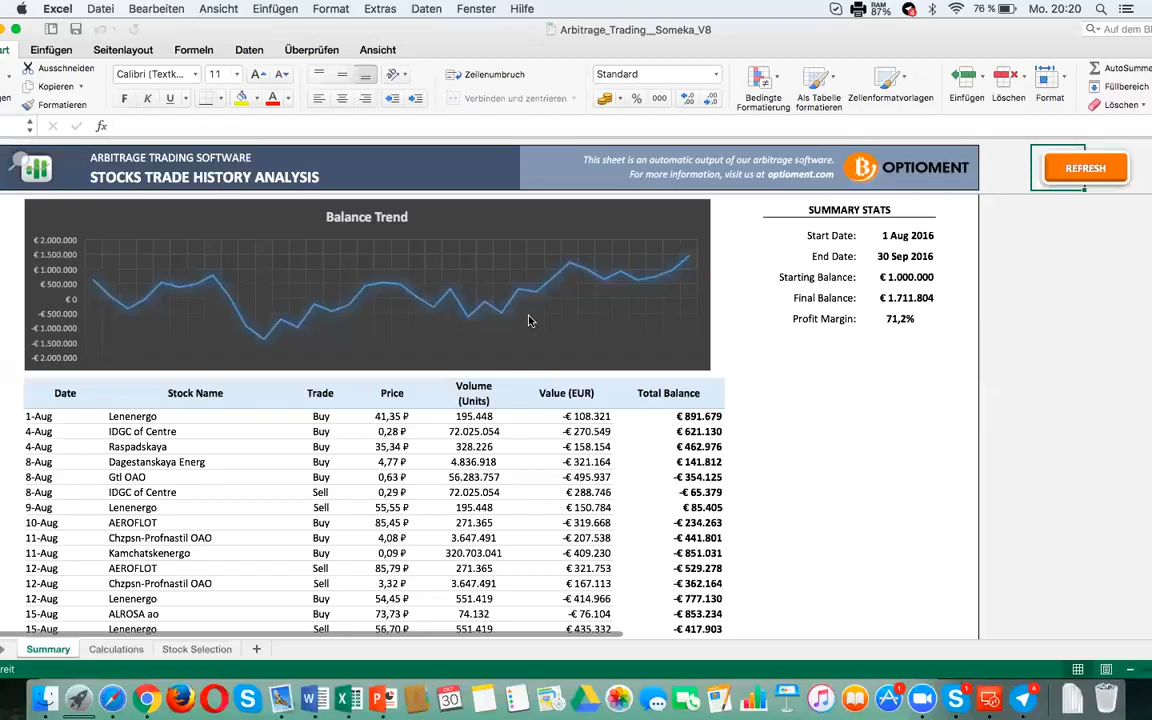 Excel Datei Bearbeiten Ansicht Einfügen Format Extras Daten Fenster Hilfe RAM 87% 76 % Mo. 20:20
Arbitrage_Trading__Someka_V8
Auf dem Bl
Einfügen Seitenlayout Formeln Daten Überprüfen Ansicht
Ausschneiden
Kopieren
Formatieren
Calibri (Textk... 11
F K U
Zeilenumbruch
Verbinden und zentrieren
Standard
% 000
Bedingte Formatierung
Als Tabelle formatieren
Zellenformatvorlagen
Einfügen Löschen Format
AutoSumme
Füllbereich
Löschen
fx
ARBITRAGE TRADING SOFTWARE
STOCKS TRADE HISTORY ANALYSIS
This sheet is an automatic output of our arbitrage software.
For more information, visit us at optioment.com
OPTIOMENT
REFRESH
Balance Trend
€ 2.000.000
€ 1.500.000
€ 1.000.000
€ 500.000
€ 0
-€ 500.000
-€ 1.000.000
-€ 1.500.000
-€ 2.000.000
SUMMARY STATS
Start Date: 1 Aug 2016
End Date: 30 Sep 2016
Starting Balance: € 1.000.000
Final Balance: € 1.711.804
Profit Margin: 71,2%
Date Stock Name Trade Price Volume (Units) Value (EUR) Total Balance
1-Aug Lenenergo Buy 41,35 ₽ 195.448 -€ 108.321 € 891.679
4-Aug IDGC of Centre Buy 0,28 ₽ 72.025.054 -€ 270.549 € 621.130
4-Aug Raspadskaya Buy 35,34 ₽ 328.226 -€ 158.154 € 462.976
8-Aug Dagestanskaya Energ Buy 4,77 ₽ 4.836.918 -€ 321.164 € 141.812
8-Aug Gtl OAO Buy 0,63 ₽ 56.283.757 -€ 495.937 -€ 354.125
8-Aug IDGC of Centre Sell 0,29 ₽ 72.025.054 € 288.746 -€ 65.379
9-Aug Lenenergo Sell 55,55 ₽ 195.448 € 150.784 € 85.405
10-Aug AEROFLOT Buy 85,45 ₽ 271.365 -€ 319.668 -€ 234.263
11-Aug Chzpsn-Profnastil OAO Buy 4,08 ₽ 3.647.491 -€ 207.538 -€ 441.801
11-Aug Kamchatskenergo Buy 0,09 ₽ 320.703.041 -€ 409.230 -€ 851.031
12-Aug AEROFLOT Sell 85,79 ₽ 271.365 € 321.753 -€ 529.278
12-Aug Chzpsn-Profnastil OAO Sell 3,32 ₽ 3.647.491 € 167.113 -€ 362.164
12-Aug Lenenergo Buy 54,45 ₽ 551.419 -€ 414.966 -€ 777.130
15-Aug ALROSA ao Buy 73,73 ₽ 74.132 -€ 76.104 -€ 853.234
15-Aug Lenenergo Sell 56,70 ₽ 551.419 € 435.332 -€ 417.903
Summary Calculations Stock Selection +
reit